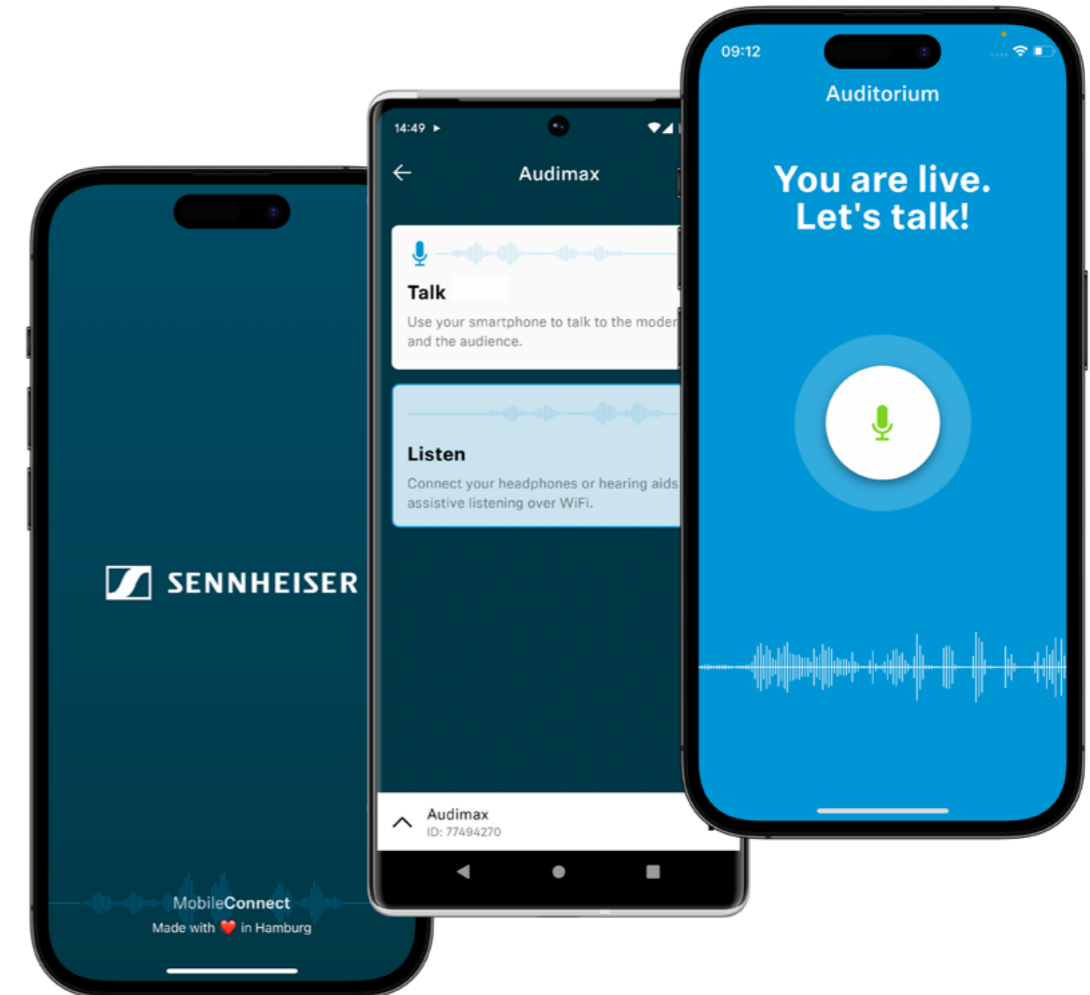 SENNHEISER
MobileConnect
Made with ❤️ in Hamburg
14:49
Audimax
Talk
Use your smartphone to talk to the
and the audience.
Listen
Connect your headphones or hearing aids
assistive listening over WiFi.
Audimax
ID: 77494270
09:12
Auditorium
You are live.
Let's talk!